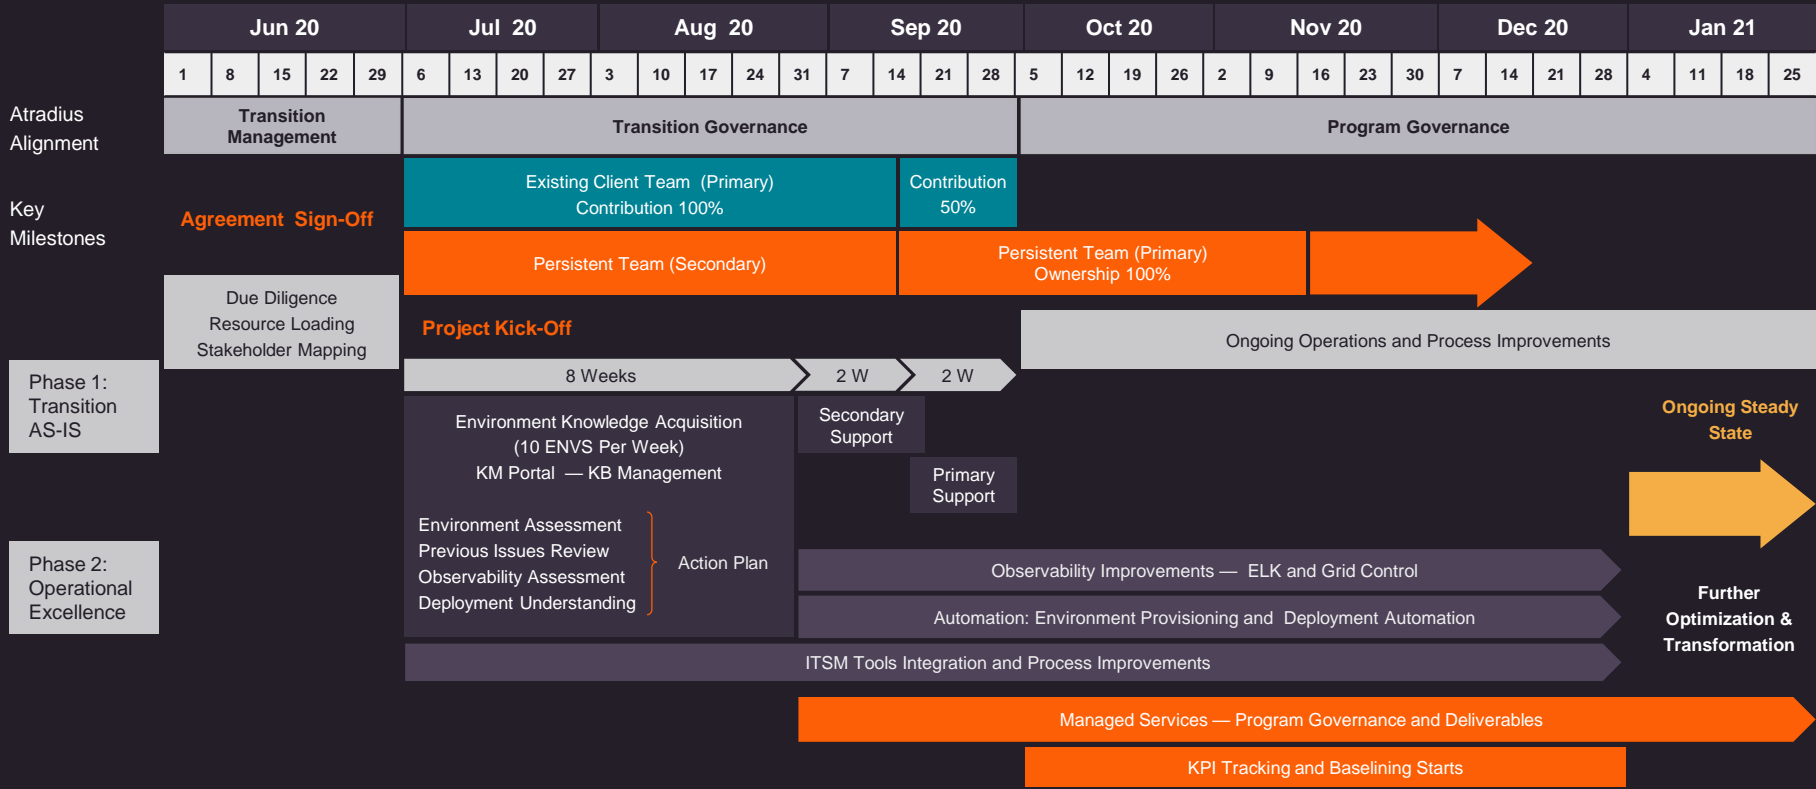 Jun 20
Jul 20
Aug 20
Sep 20
Oct 20
Nov 20
Dec 20
Jan 21
1 8 15 22 29 6 13 20 27 3 10 17 24 31 7 14 21 28 5 12 19 26 2 9 16 23 30 7 14 21 28 4 11 18 25
Atradius
Alignment
Transition
Management
Transition Governance
Program Governance
Key
Milestones
Agreement Sign-Off
Existing Client Team (Primary)
Contribution 100%
Contribution
50%
Persistent Team (Secondary)
Persistent Team (Primary)
Ownership 100%
Due Diligence
Resource Loading
Stakeholder Mapping
Project Kick-Off
Ongoing Operations and Process Improvements
8 Weeks
2 W
2 W
Phase 1:
Transition
AS-IS
Environment Knowledge Acquisition
(10 ENVS Per Week)
KM Portal — KB Management
Secondary
Support
Primary
Support
Ongoing Steady
State
Environment Assessment
Previous Issues Review
Observability Assessment
Deployment Understanding
Action Plan
Phase 2:
Operational
Excellence
Observability Improvements — ELK and Grid Control
Automation: Environment Provisioning and Deployment Automation
ITSM Tools Integration and Process Improvements
Further
Optimization &
Transformation
Managed Services — Program Governance and Deliverables
KPI Tracking and Baselining Starts